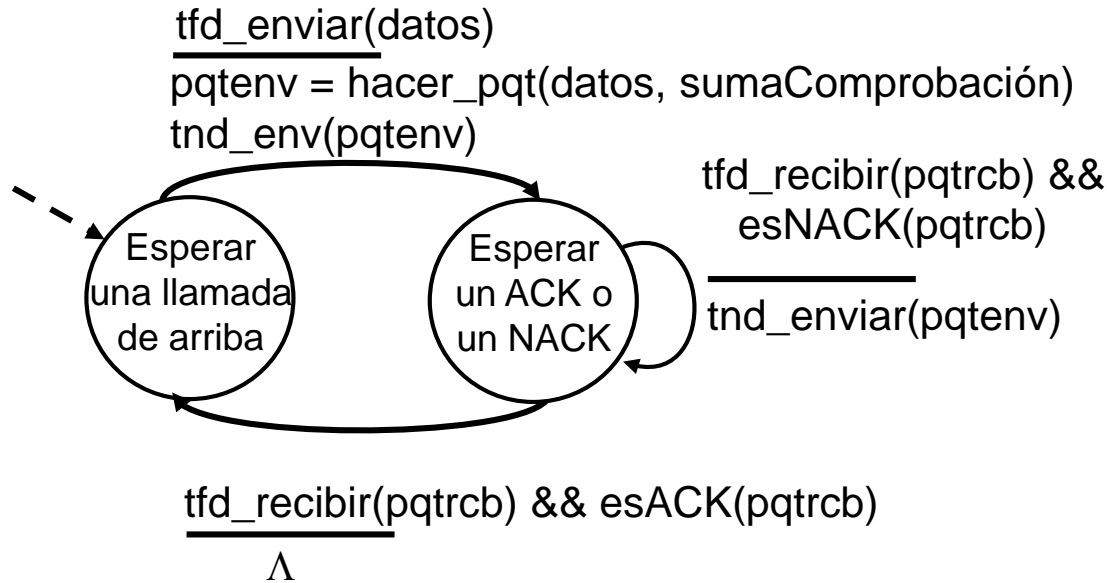 tfd_enviar(datos)
pqtenv = hacer_pqt(datos, sumaComprobación)
tnd_env(pqtenv)
tfd_recibir(pqtrcb) &&
esNACK(pqtrcb)
tnd_enviar(pqtenv)
Esperar
una llamada
de arriba
Esperar
un ACK o
un NACK
tfd_recibir(pqtrcb) && esACK(pqtrcb)
Λ